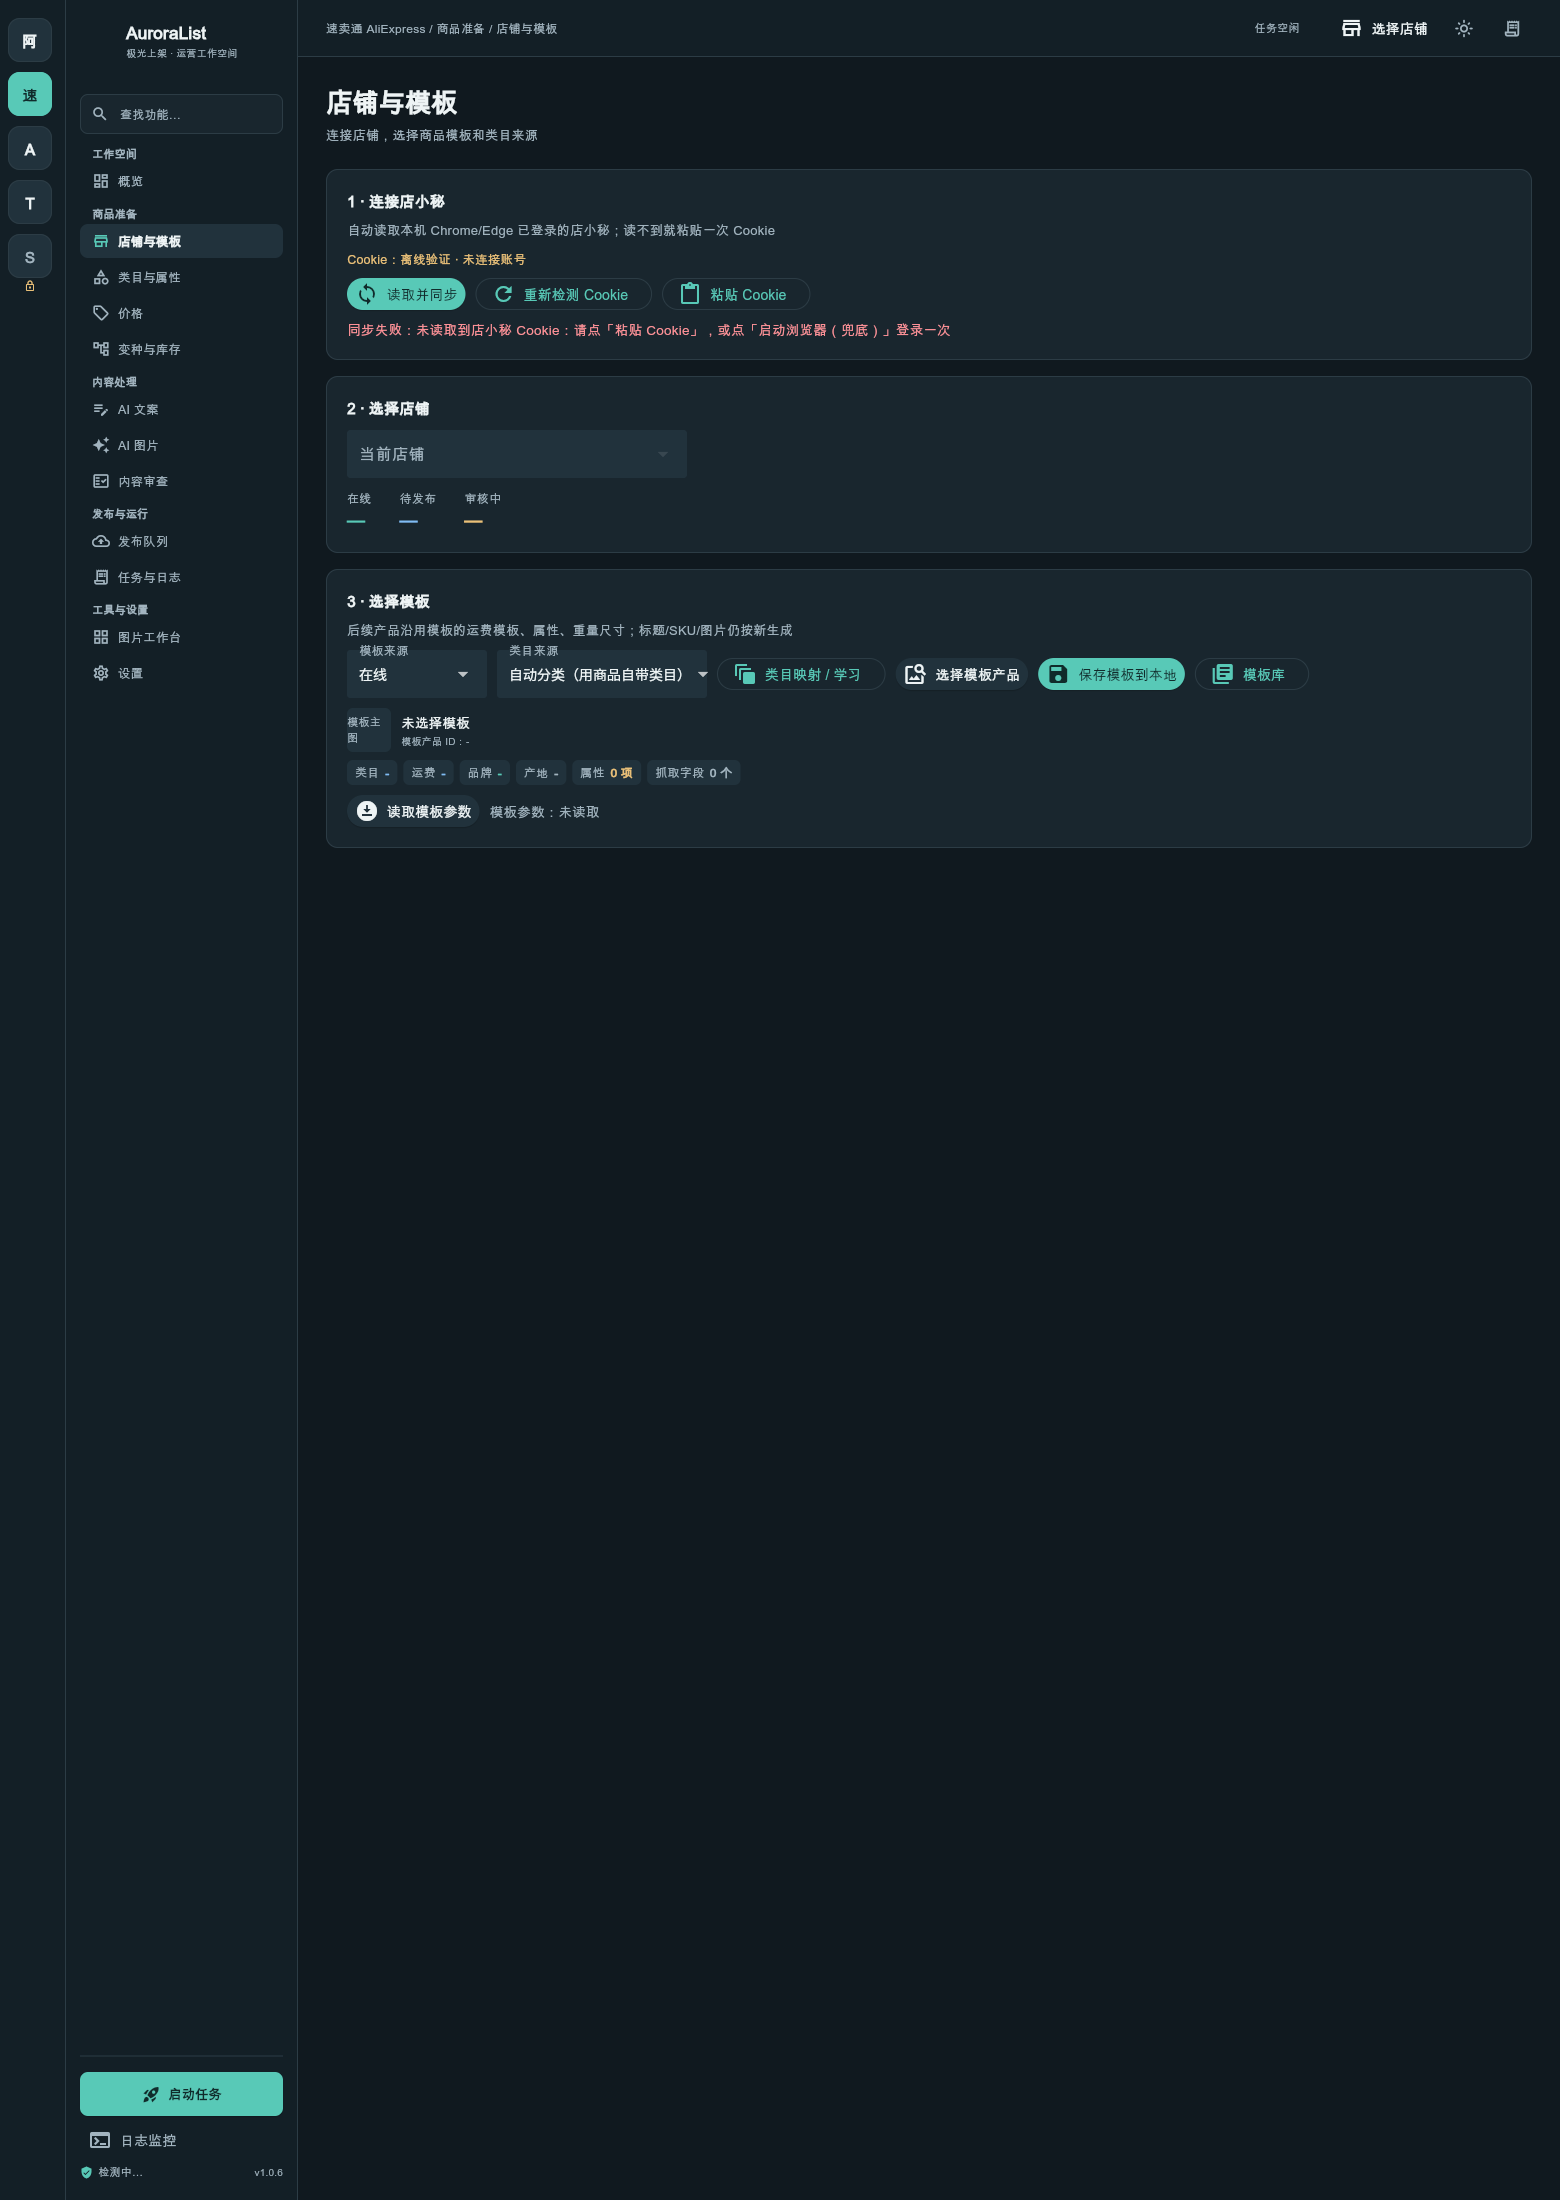 阿
速
A
T
S
AuroraList
极光上架 · 运营工作空间
查找功能...
工作空间
概览
商品准备
店铺与模板
类目与属性
价格
变种与库存
内容处理
AI 文案
AI 图片
内容审查
发布与运行
发布队列
任务与日志
工具与设置
图片工作台
设置
启动任务
日志监控
检测中...
v1.0.6
速卖通 AliExpress / 商品准备 / 店铺与模板
任务空闲
选择店铺
店铺与模板
连接店铺，选择商品模板和类目来源
1 · 连接店小秘
自动读取本机 Chrome/Edge 已登录的店小秘；读不到就粘贴一次 Cookie
Cookie：离线验证 · 未连接账号
读取并同步
重新检测 Cookie
粘贴 Cookie
同步失败：未读取到店小秘 Cookie：请点「粘贴 Cookie」，或点「启动浏览器（兜底）」登录一次
2 · 选择店铺
当前店铺
在线 待发布 审核中
— — —
3 · 选择模板
后续产品沿用模板的运费模板、属性、重量尺寸；标题/SKU/图片仍按新生成
模板来源
在线
类目来源
自动分类（用商品自带类目）
类目映射 / 学习
选择模板产品
保存模板到本地
模板库
模板主
图
未选择模板
模板产品 ID：-
类目 - 运费 - 品牌 - 产地 - 属性 0 项 抓取字段 0 个
读取模板参数
模板参数：未读取